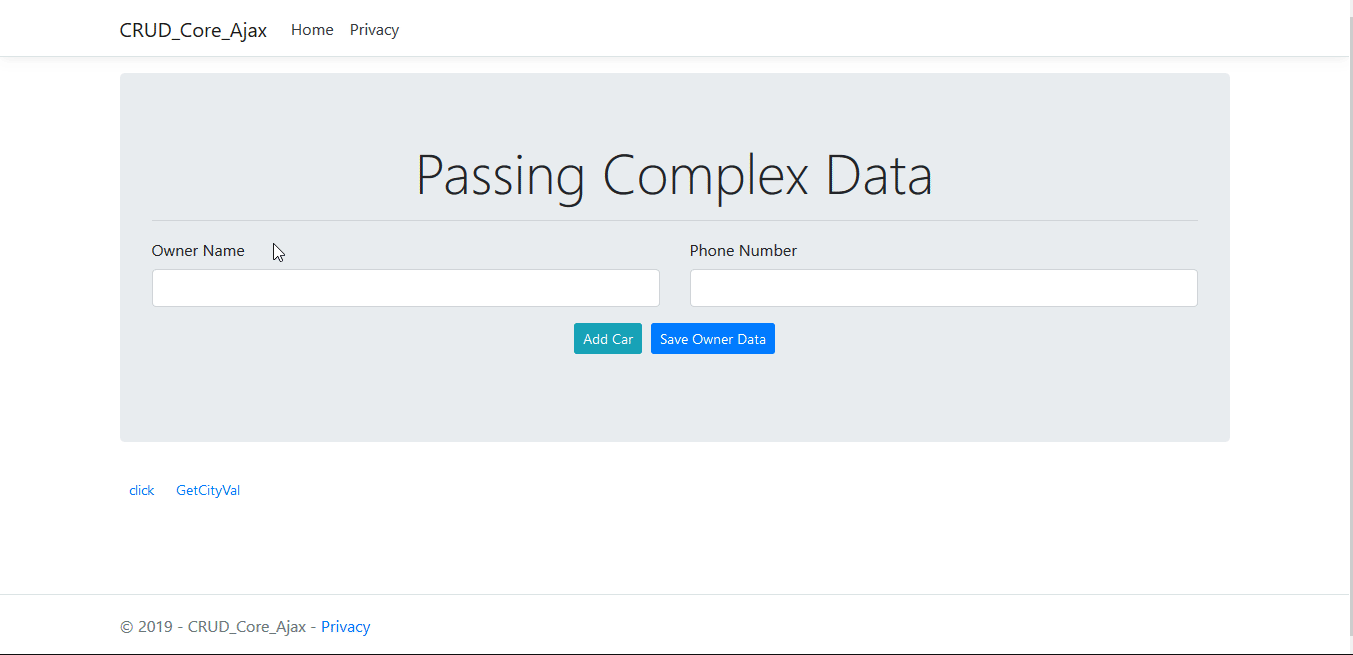 CRUD_Core_Ajax Home Privacy
Passing Complex Data
Owner Name Phone Number
Add Car Save Owner Data
click GetCityVal
© 2019 - CRUD_Core_Ajax - Privacy